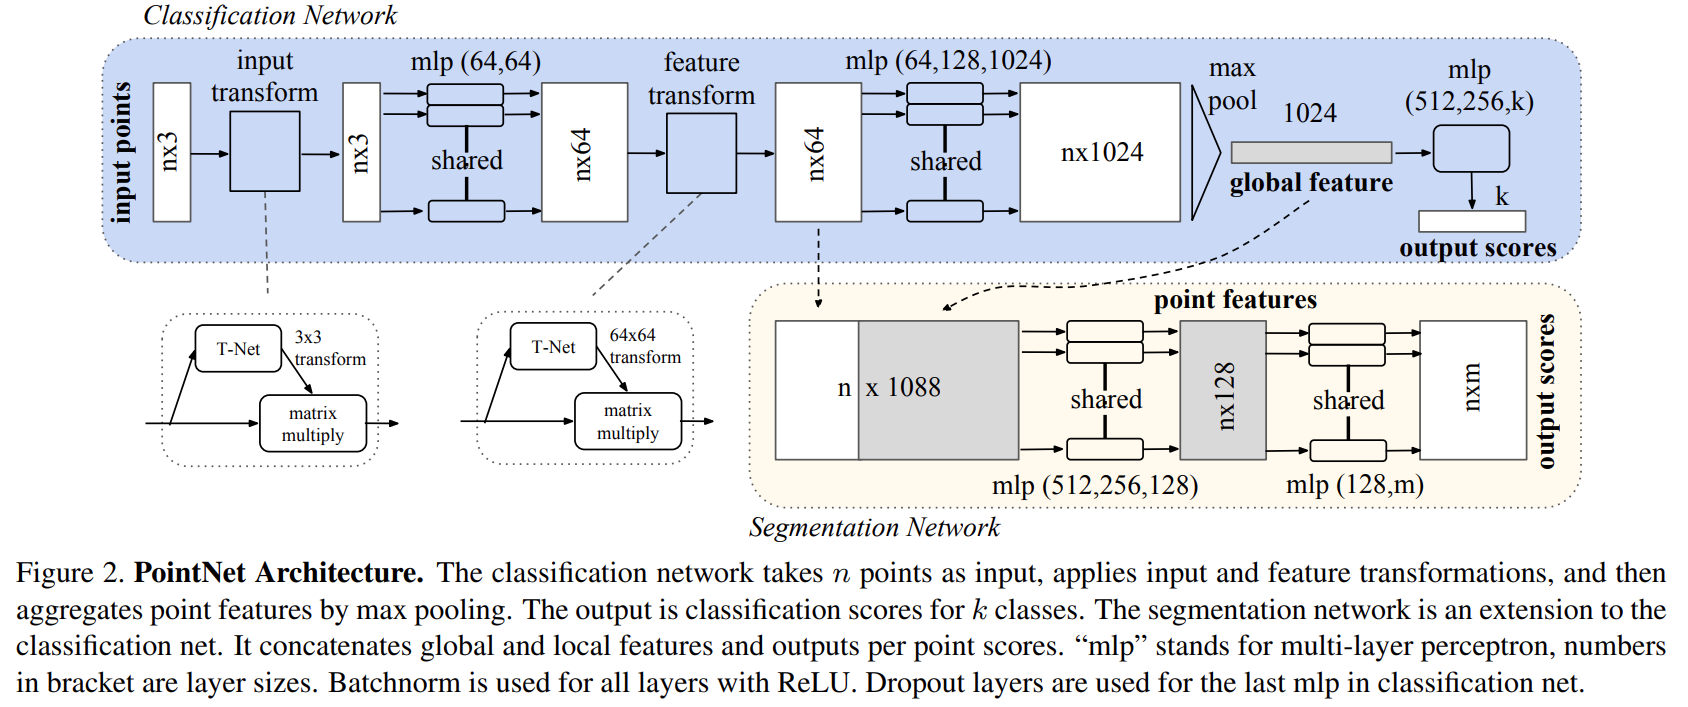 Classification Network
input points
nx3
input
transform
nx3
mlp (64,64)
shared
nx64
feature
transform
nx64
mlp (64,128,1024)
shared
nx1024
max
pool
1024
global feature
mlp
(512,256,k)
k
output scores
T-Net
3x3
transform
matrix
multiply
T-Net
64x64
transform
matrix
multiply
point features
n x 1088
shared
mlp (512,256,128)
nx128
shared
mlp (128,m)
nxm
output scores
Segmentation Network
Figure 2. PointNet Architecture. The classification network takes n points as input, applies input and feature transformations, and then
aggregates point features by max pooling. The output is classification scores for k classes. The segmentation network is an extension to the
classification net. It concatenates global and local features and outputs per point scores. “mlp” stands for multi-layer perceptron, numbers
in bracket are layer sizes. Batchnorm is used for all layers with ReLU. Dropout layers are used for the last mlp in classification net.